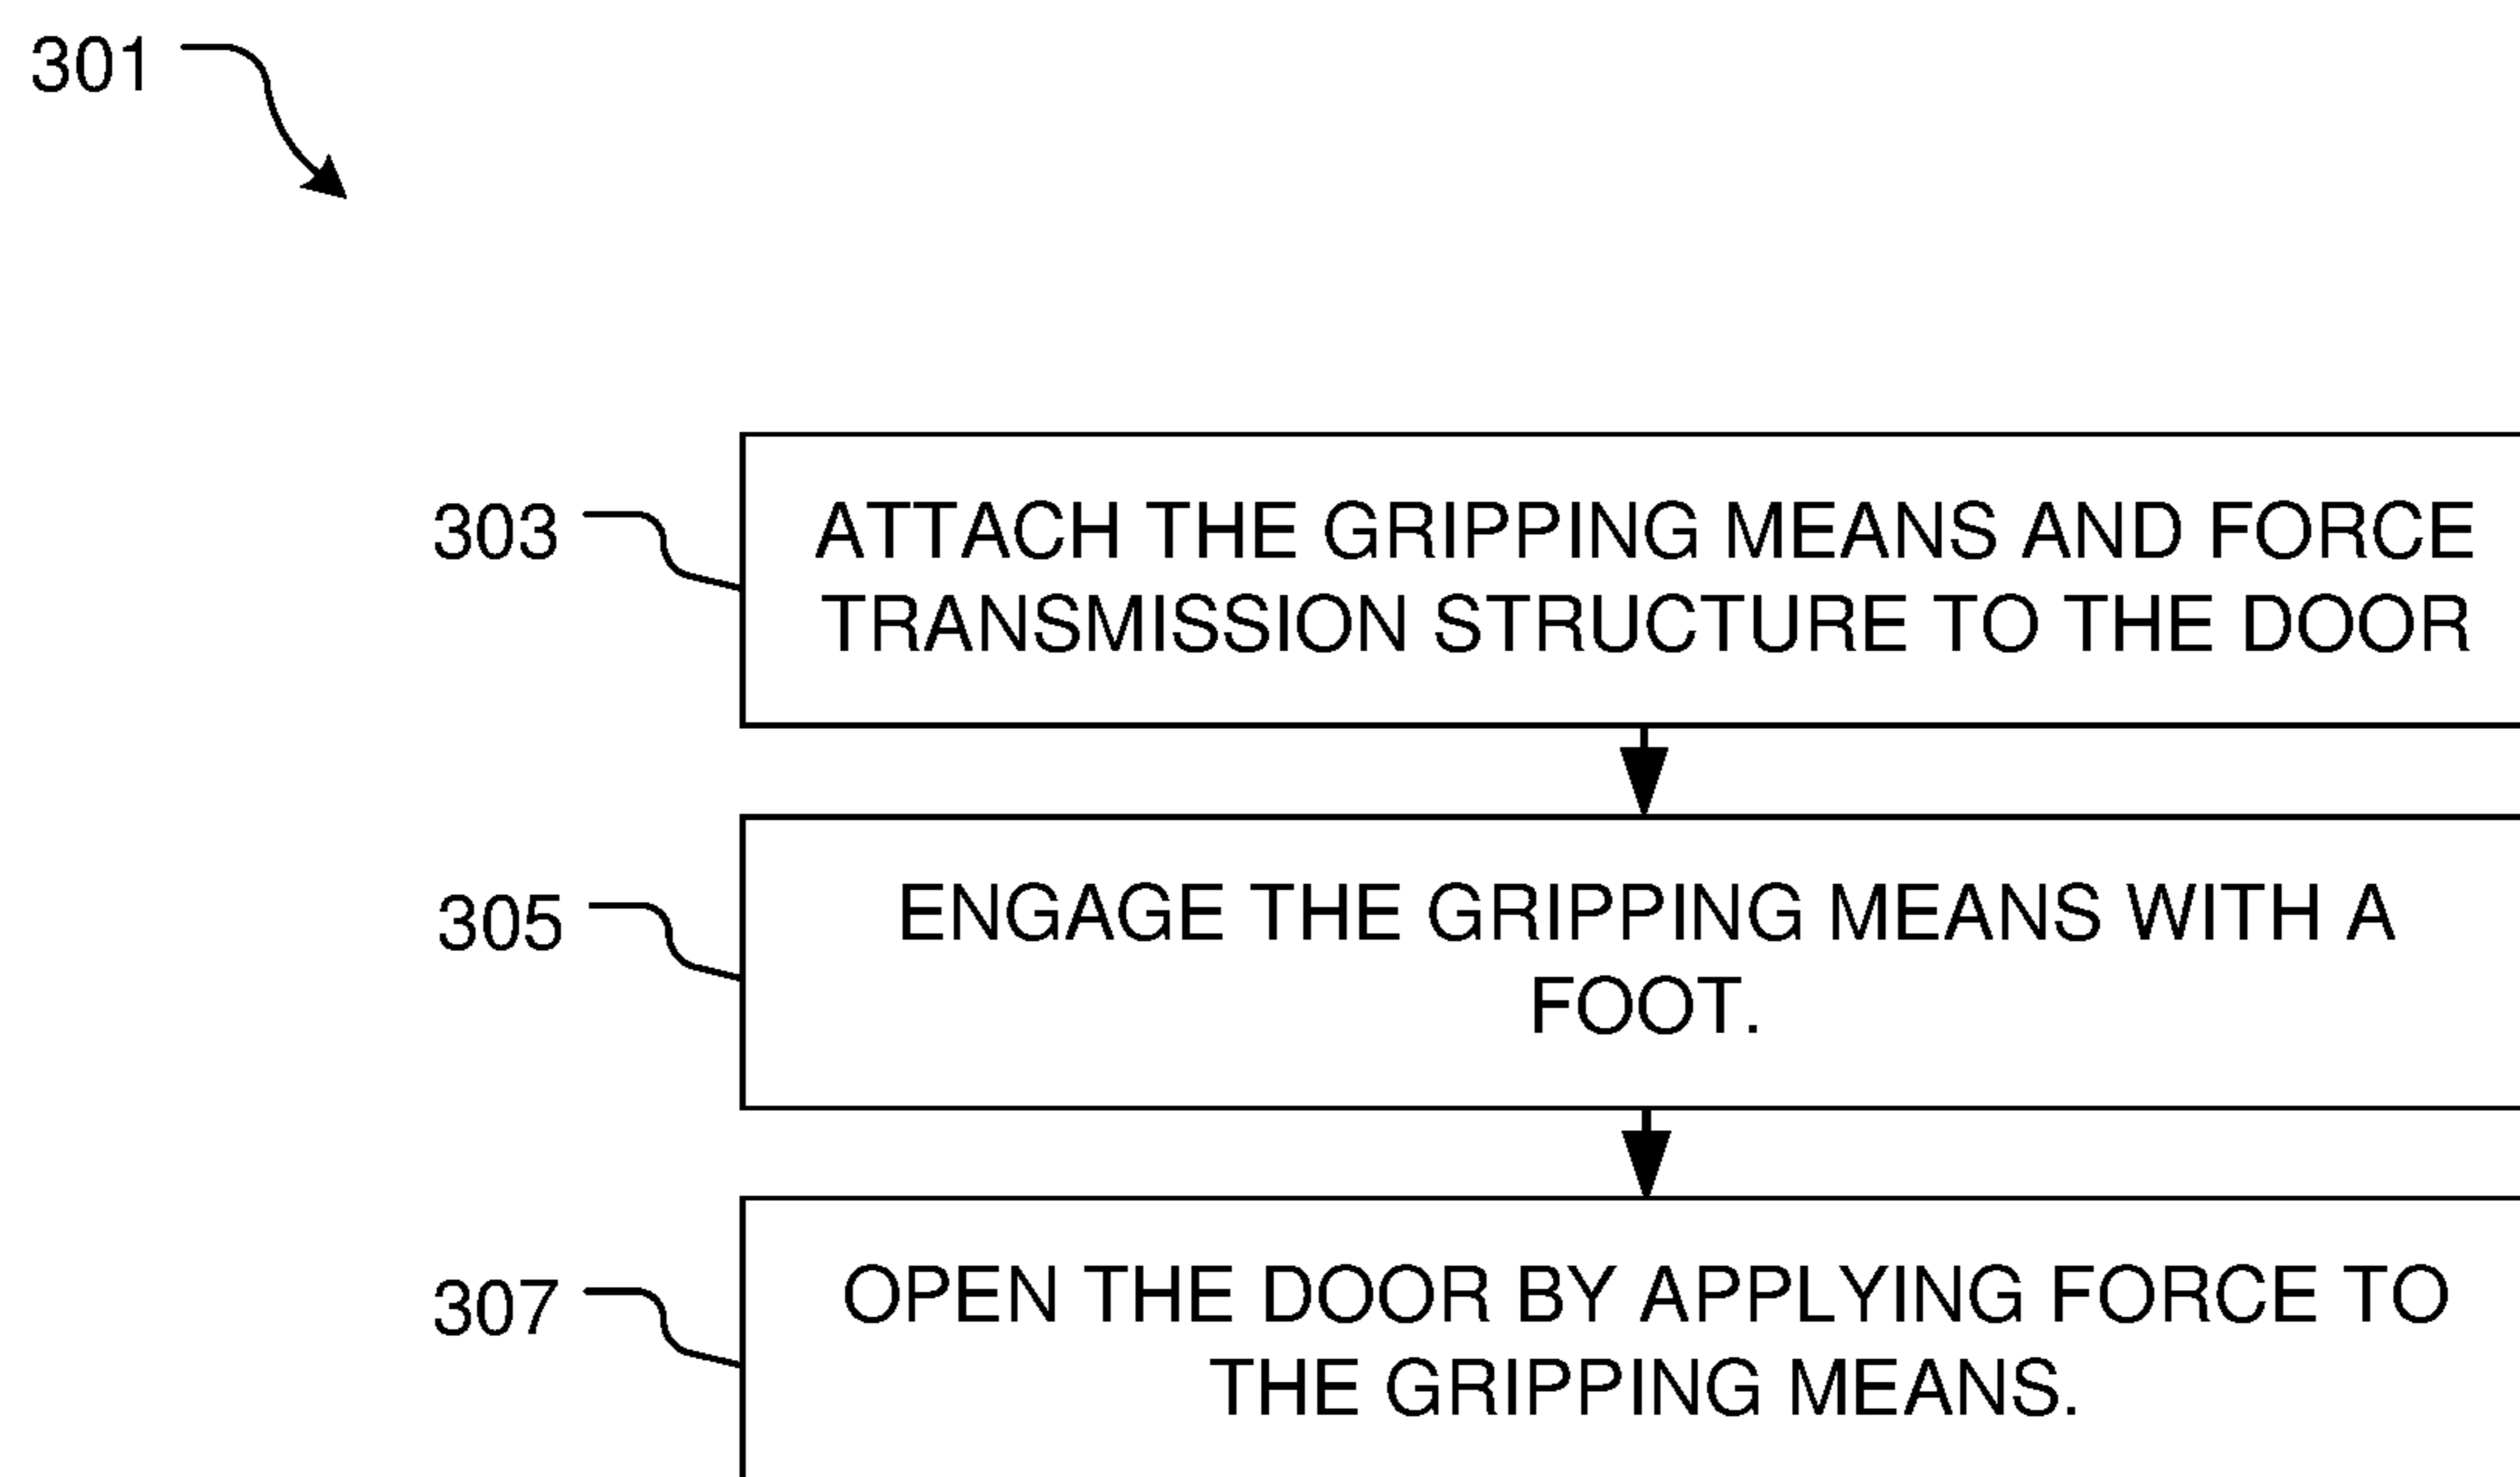 301
303
ATTACH THE GRIPPING MEANS AND FORCE
TRANSMISSION STRUCTURE TO THE DOOR
305
ENGAGE THE GRIPPING MEANS WITH A
FOOT.
307
OPEN THE DOOR BY APPLYING FORCE TO
THE GRIPPING MEANS.